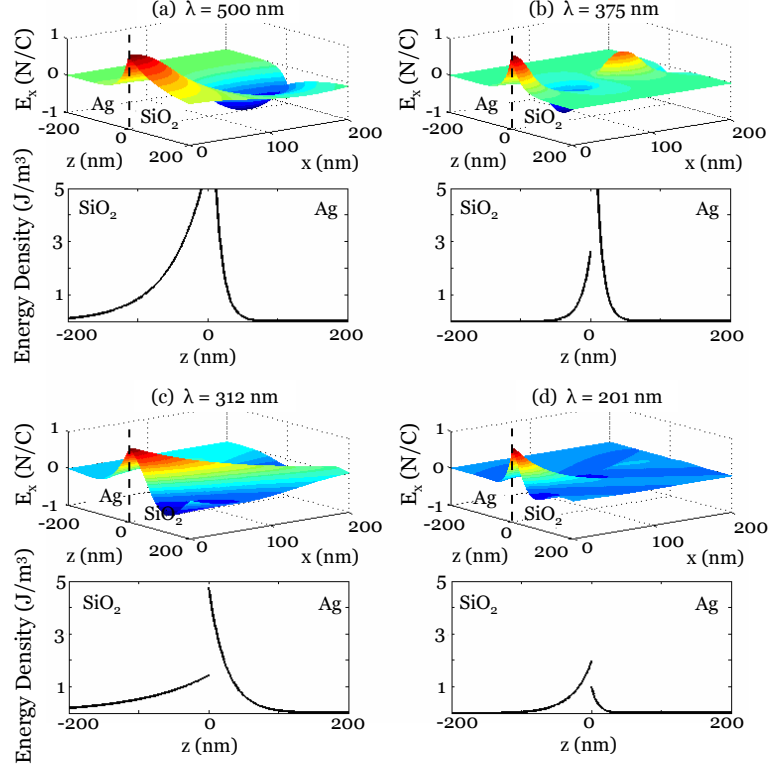 (a) λ = 500 nm
E_x (N/C)
1
0
-1
Ag
SiO₂
-200
0
200
z (nm)
0
100
200
x (nm)
Energy Density (J/m³)
5
3
1
SiO₂
Ag
-200
0
200
z (nm)
(b) λ = 375 nm
E_x (N/C)
1
0
-1
Ag
SiO₂
-200
0
200
z (nm)
0
100
200
x (nm)
5
3
1
SiO₂
Ag
-200
0
200
z (nm)
(c) λ = 312 nm
E_x (N/C)
1
0
-1
Ag
SiO₂
-200
0
200
z (nm)
0
100
200
x (nm)
Energy Density (J/m³)
5
3
1
SiO₂
Ag
-200
0
200
z (nm)
(d) λ = 201 nm
E_x (N/C)
1
0
-1
Ag
SiO₂
-200
0
200
z (nm)
0
100
200
x (nm)
5
3
1
SiO₂
Ag
-200
0
200
z (nm)